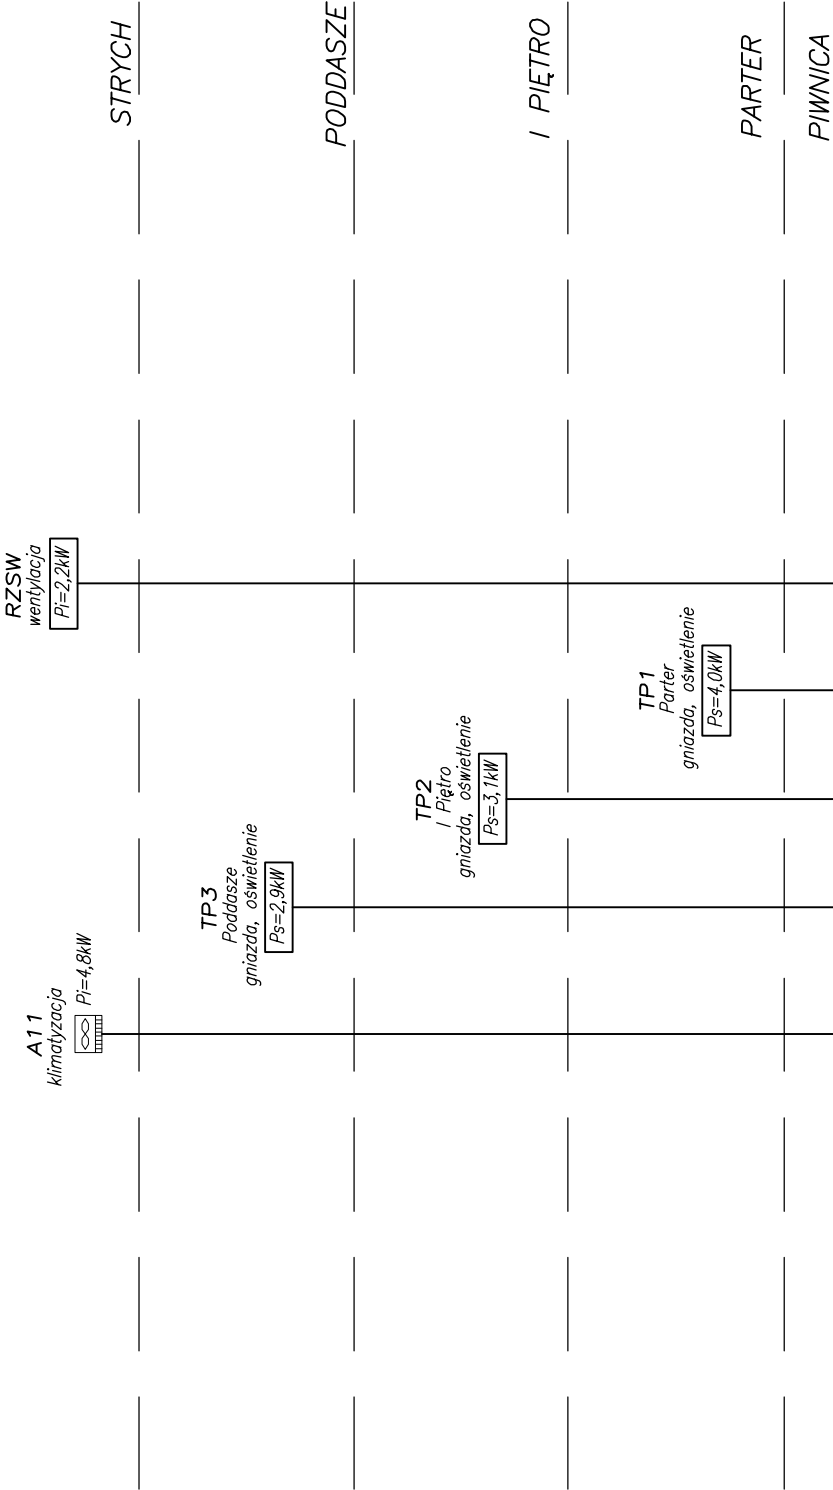 STRYCH
PODDASZE
I PIĘTRO
PARTER
PIWNICA
RZSW
wentylacja
Pi=2,2kW
TP1
Parter
gniazda, oświetlenie
Ps=4,0kW
TP2
I Piętro
gniazda, oświetlenie
Ps=3,1kW
TP3
Poddasze
gniazda, oświetlenie
Ps=2,9kW
A11
klimatyzacja
Pi=4,8kW